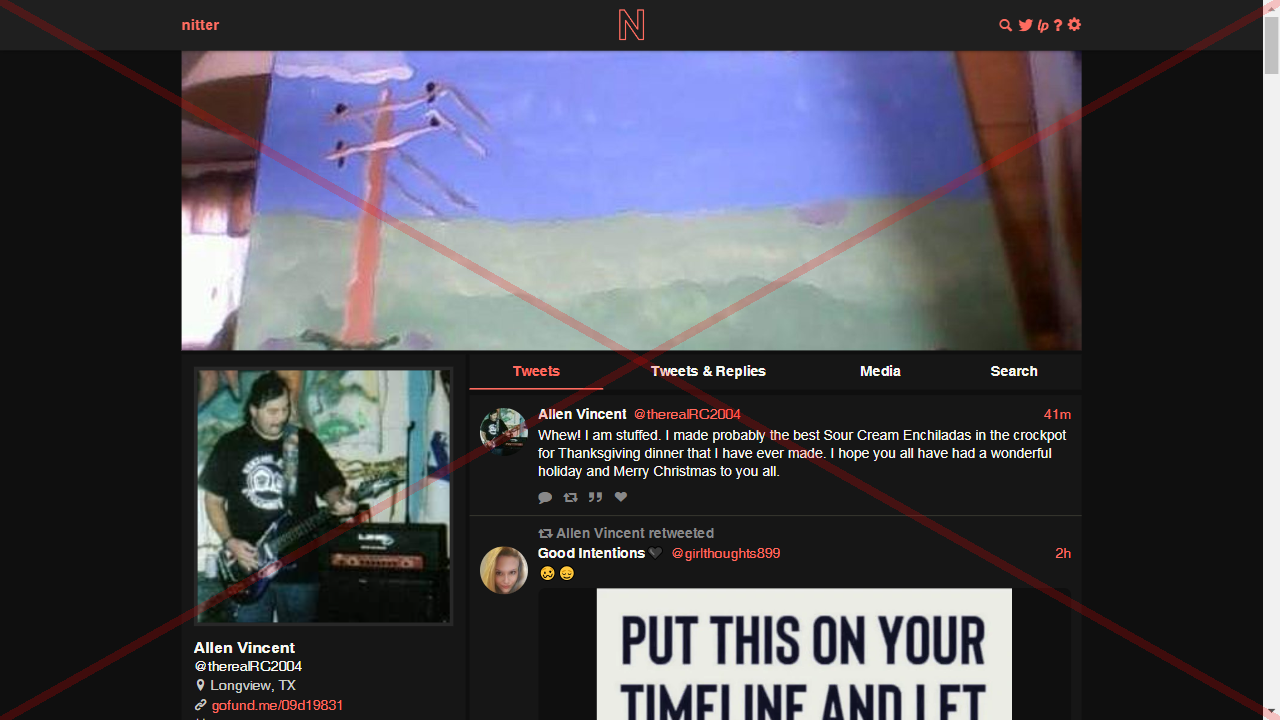 nitter
N
lp ?
Tweets
Tweets & Replies
Media
Search
Allen Vincent @therealRC2004
41m
Whew! I am stuffed. I made probably the best Sour Cream Enchiladas in the crockpot
for Thanksgiving dinner that I have ever made. I hope you all have had a wonderful
holiday and Merry Christmas to you all.
Allen Vincent retweeted
Good Intentions🖤 @girlthoughts899
2h
🥴😔
PUT THIS ON YOUR
TIMELINE AND LET
Allen Vincent
@therealRC2004
Longview, TX
gofund.me/09d19831